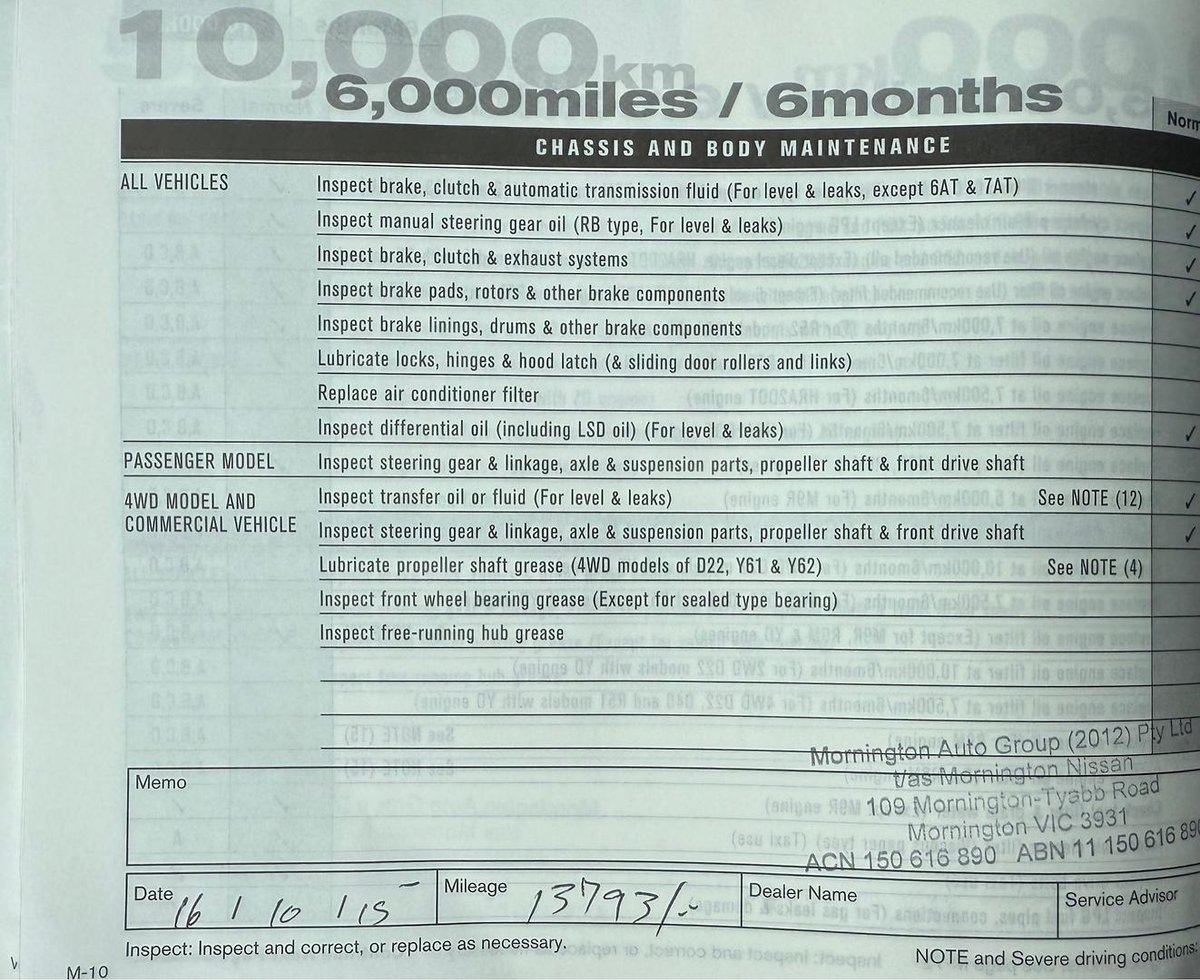 10,000km
6,000miles / 6months
Norm
CHASSIS AND BODY MAINTENANCE
ALL VEHICLES Inspect brake, clutch & automatic transmission fluid (For level & leaks, except 6AT & 7AT) ✓
Inspect manual steering gear oil (RB type, For level & leaks) ✓
Inspect brake, clutch & exhaust systems ✓
Inspect brake pads, rotors & other brake components ✓
Inspect brake linings, drums & other brake components
Lubricate locks, hinges & hood latch (& sliding door rollers and links)
Replace air conditioner filter
Inspect differential oil (including LSD oil) (For level & leaks) ✓
PASSENGER MODEL Inspect steering gear & linkage, axle & suspension parts, propeller shaft & front drive shaft
4WD MODEL AND Inspect transfer oil or fluid (For level & leaks) See NOTE (12) ✓
COMMERCIAL VEHICLE Inspect steering gear & linkage, axle & suspension parts, propeller shaft & front drive shaft ✓
Lubricate propeller shaft grease (4WD models of D22, Y61 & Y62) See NOTE (4)
Inspect front wheel bearing grease (Except for sealed type bearing)
Inspect free-running hub grease
Mornington Auto Group (2012) Pty Ltd
t/as Mornington Nissan
109 Mornington-Tyabb Road
Mornington VIC 3931
ACN 150 616 890 ABN 11 150 616 890
Memo
Date 16 / 10 / 15 Mileage 13793/- Dealer Name Service Advisor
Inspect: Inspect and correct, or replace as necessary. NOTE and Severe driving conditions:
M-10